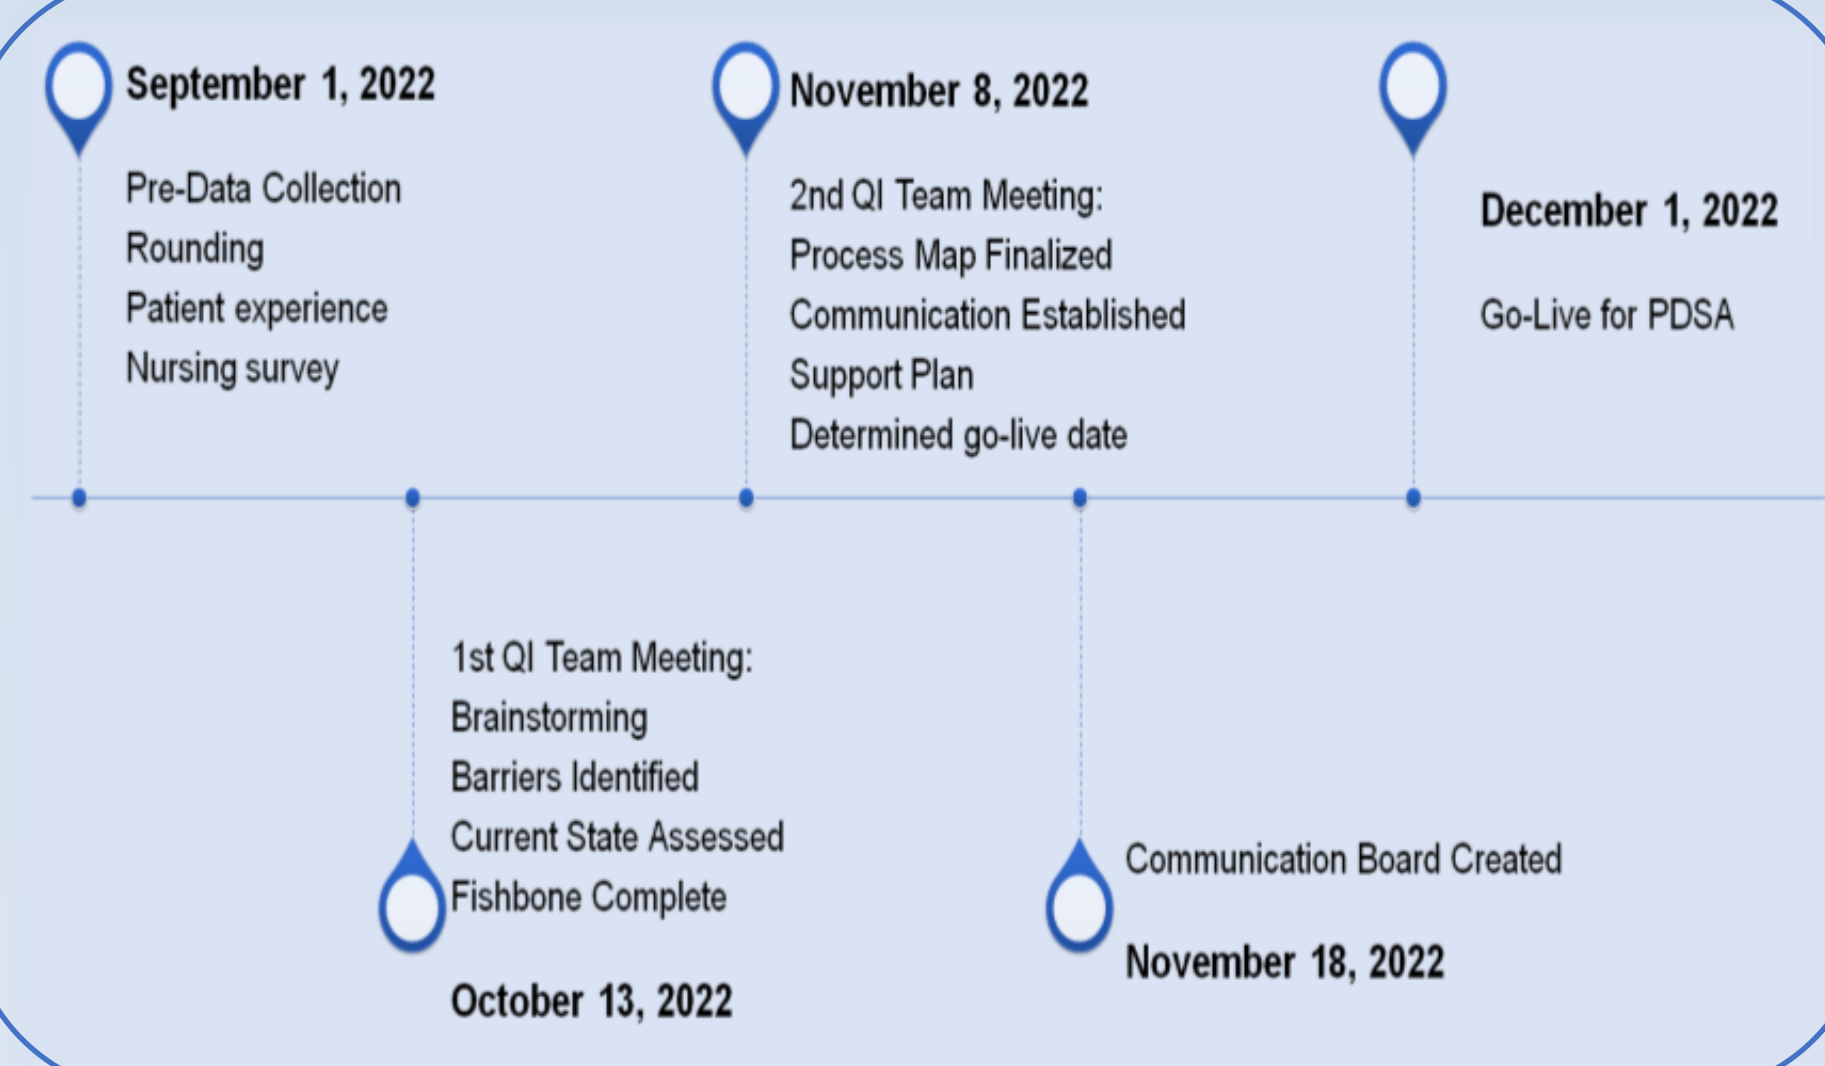 September 1, 2022
Pre-Data Collection
Rounding
Patient experience
Nursing survey
1st QI Team Meeting:
Brainstorming
Barriers Identified
Current State Assessed
Fishbone Complete
October 13, 2022
November 8, 2022
2nd QI Team Meeting:
Process Map Finalized
Communication Established
Support Plan
Determined go-live date
Communication Board Created
November 18, 2022
December 1, 2022
Go-Live for PDSA